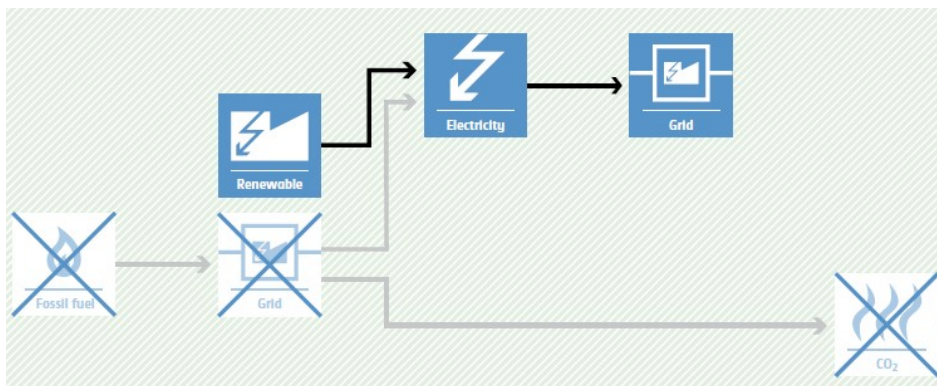 Electricity
Grid
Renewable
Fossil fuel
Grid
CO₂